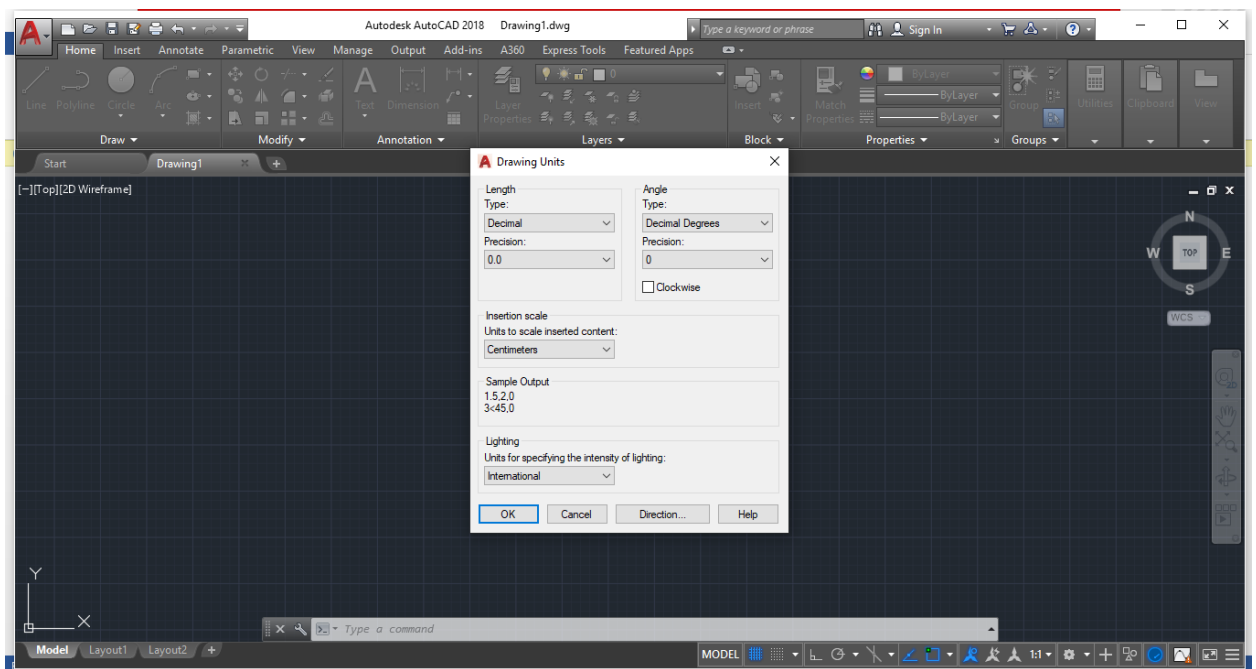 Autodesk AutoCAD 2018 Drawing1.dwg
Type a keyword or phrase
Sign In
Home Insert Annotate Parametric View Manage Output Add-ins A360 Express Tools Featured Apps
Line Polyline Circle Arc
Text Dimension
Layer Properties
0
Insert
Match Properties
ByLayer
ByLayer
ByLayer
Group
Utilities
Clipboard
View
Draw Modify Annotation Layers Block Properties Groups
Start Drawing1
[−][Top][2D Wireframe]
Drawing Units
Length
Type:
Decimal
Precision:
0.0
Angle
Type:
Decimal Degrees
Precision:
0
Clockwise
Insertion scale
Units to scale inserted content:
Centimeters
Sample Output
1.5,2,0
3<45,0
Lighting
Units for specifying the intensity of lighting:
International
OK Cancel Direction... Help
N
W TOP E
S
WCS
Y
X
Type a command
Model Layout1 Layout2 +
MODEL
1:1